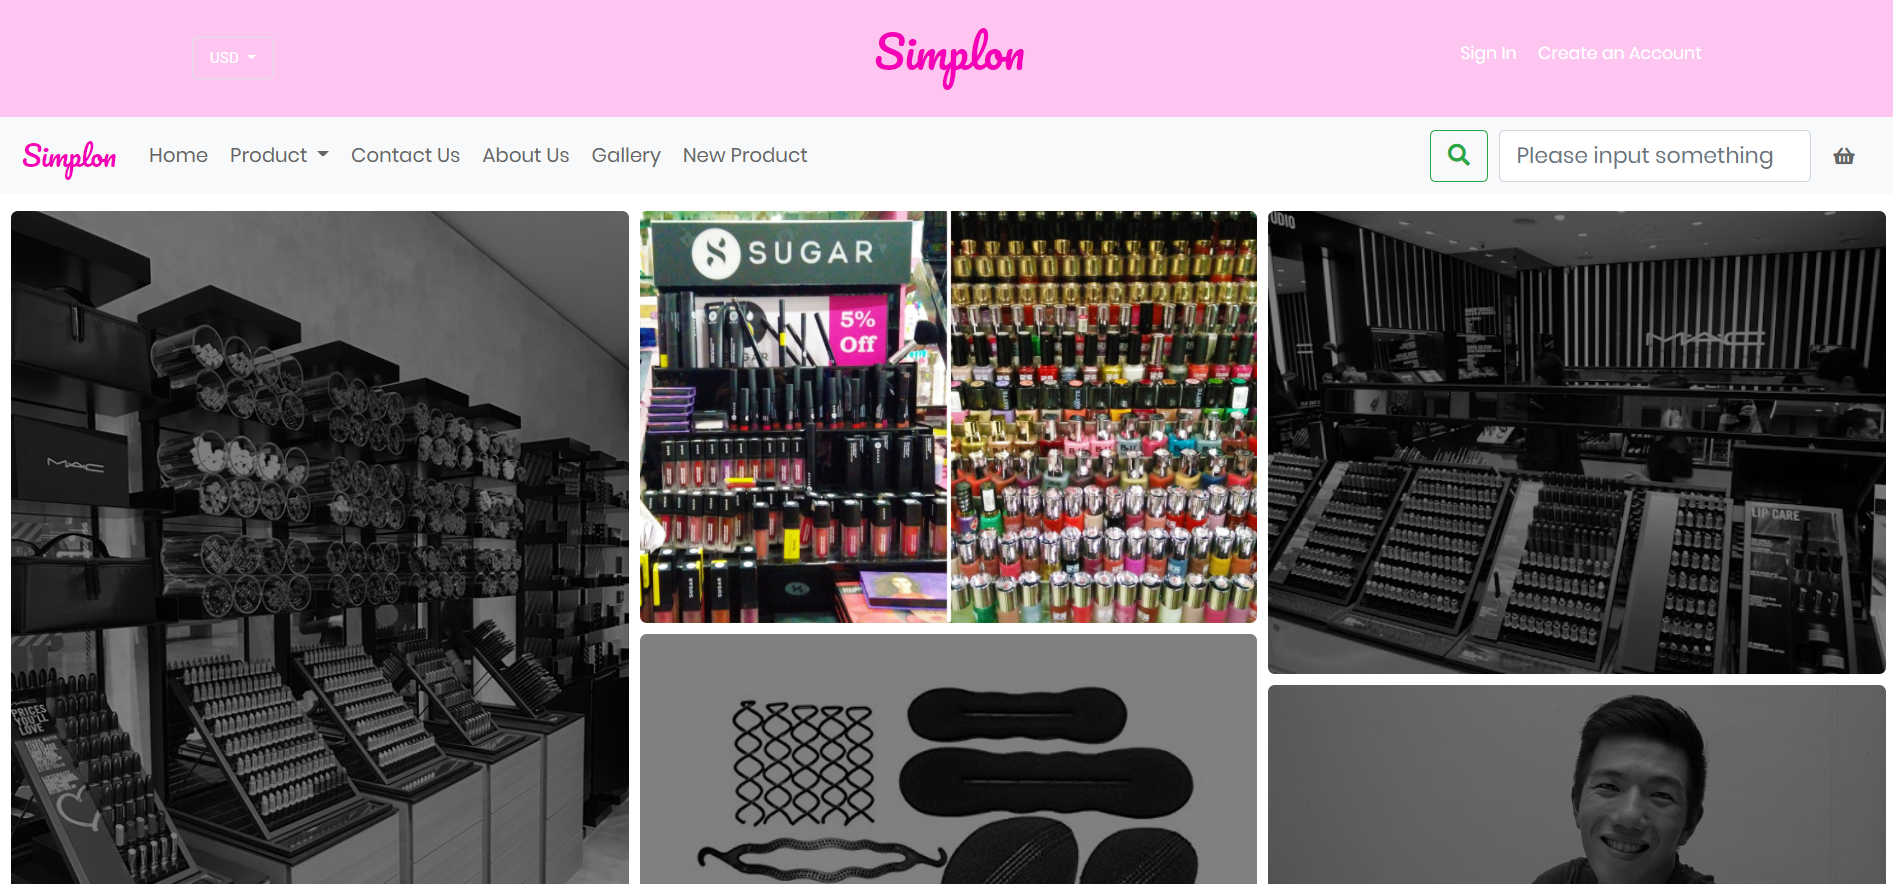 USD
Simplon
Sign In
Create an Account
Simplon
Home
Product
Contact Us
About Us
Gallery
New Product
Please input something
MAC
PRICES
YOU'LL
LOVE
SUGAR
5%
Off
UDIO
MAC
LIP CARE